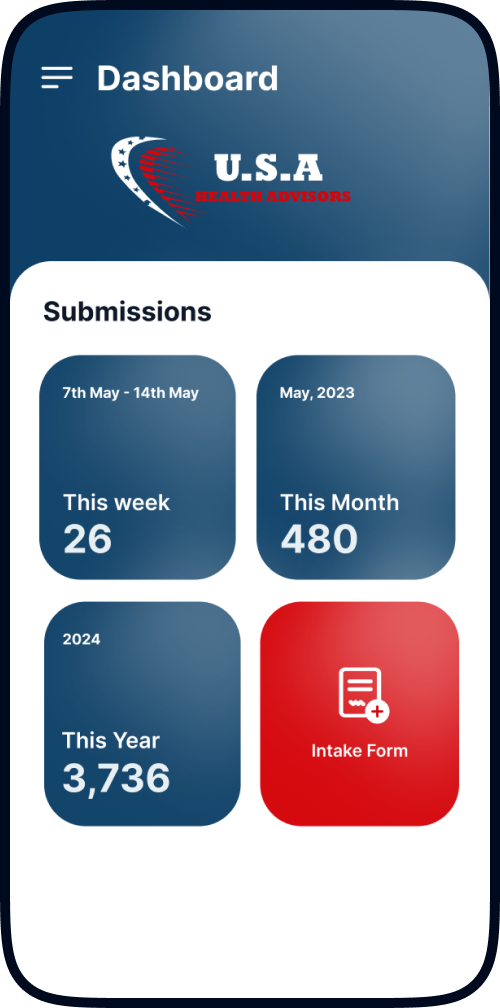 Dashboard
U.S.A
HEALTH ADVISORS
Submissions
7th May - 14th May
This week
26
May, 2023
This Month
480
2024
This Year
3,736
Intake Form